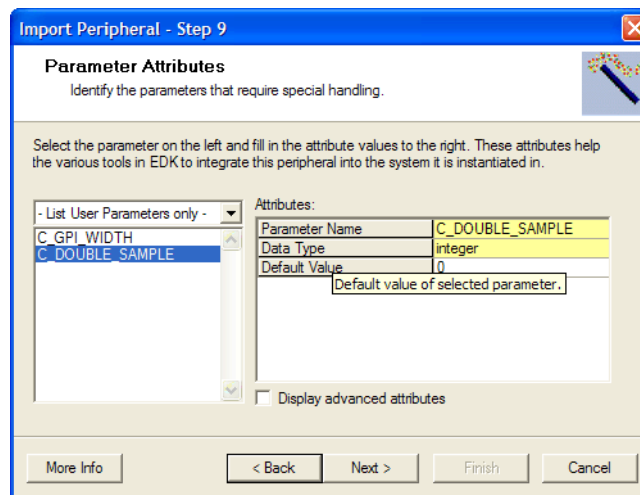 Import Peripheral - Step 9
Parameter Attributes
Identify the parameters that require special handling.
Select the parameter on the left and fill in the attribute values to the right. These attributes help
the various tools in EDK to integrate this peripheral into the system it is instantiated in.
- List User Parameters only -
C_GPI_WIDTH
C_DOUBLE_SAMPLE
Attributes:
Parameter Name C_DOUBLE_SAMPLE
Data Type integer
Default Value 0
Default value of selected parameter.
Display advanced attributes
More Info < Back Next > Finish Cancel